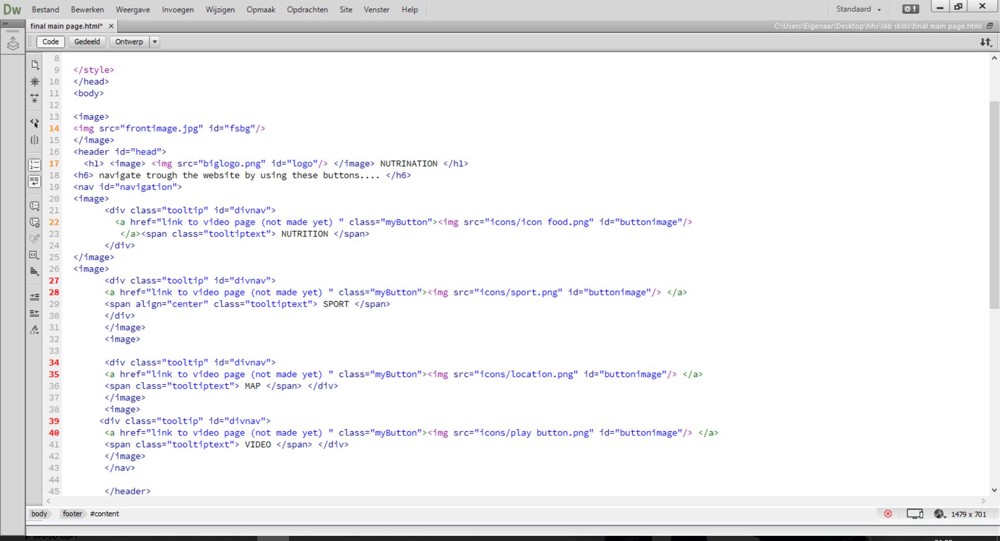 Dw Bestand Bewerken Weergave Invoegen Wijzigen Opmaak Opdrachten Site Venster Help Standaard
final main page.html* C:\Users\Eigenaar\Desktop\hhs\lab skills\final main page.html
Code Gedeeld Ontwerp
8
9 </style>
10 </head>
11 <body>
12
13 <image>
14 <img src="frontimage.jpg" id="fsbg"/>
15 </image>
16 <header id="head">
17 <h1> <image> <img src="biglogo.png" id="logo"/> </image> NUTRINATION </h1>
18 <h6> navigate trough the website by using these buttons.... </h6>
19 <nav id="navigation">
20 <image>
21 <div class="tooltip" id="divnav">
22 <a href="link to video page (not made yet) " class="myButton"><img src="icons/icon food.png" id="buttonimage"/>
23 </a><span class="tooltiptext"> NUTRITION </span>
24 </div>
25 </image>
26 <image>
27 <div class="tooltip" id="divnav">
28 <a href="link to video page (not made yet) " class="myButton"><img src="icons/sport.png" id="buttonimage"/> </a>
29 <span align="center" class="tooltiptext"> SPORT </span>
30 </div>
31 </image>
32 <image>
33
34 <div class="tooltip" id="divnav">
35 <a href="link to video page (not made yet) " class="myButton"><img src="icons/location.png" id="buttonimage"/> </a>
36 <span class="tooltiptext"> MAP </span> </div>
37 </image>
38 <image>
39 <div class="tooltip" id="divnav">
40 <a href="link to video page (not made yet) " class="myButton"><img src="icons/play button.png" id="buttonimage"/> </a>
41 <span class="tooltiptext"> VIDEO </span> </div>
42 </image>
43 </nav>
44
45 </header>
body footer #content 1479 x 701